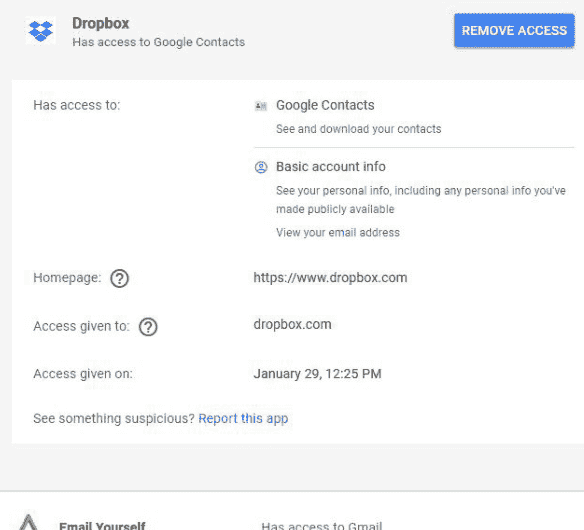 Dropbox
Has access to Google Contacts
REMOVE ACCESS
Has access to:
Google Contacts
See and download your contacts
Basic account info
See your personal info, including any personal info you've
made publicly available
View your email address
Homepage:
https://www.dropbox.com
Access given to:
dropbox.com
Access given on:
January 29, 12:25 PM
See something suspicious? Report this app
Email Yourself
Has access to Gmail